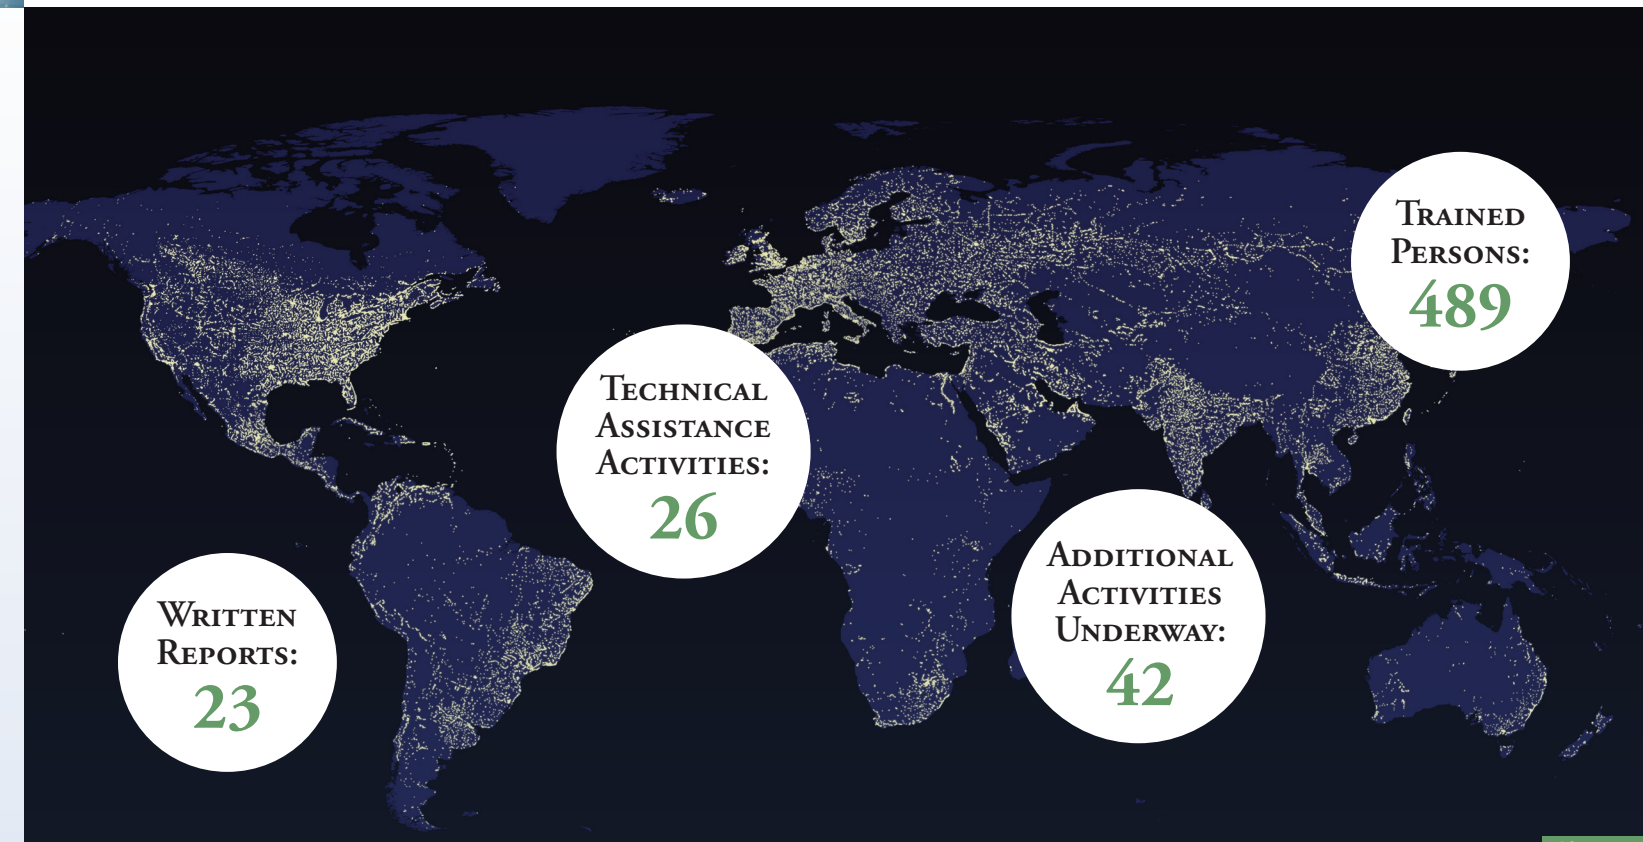 Trained
Persons:
489
Technical
Assistance
Activities:
26
Additional
Activities
Underway:
42
Written
Reports:
23